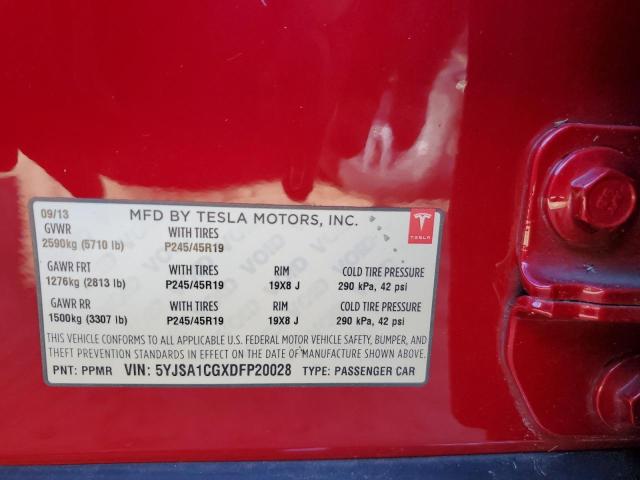 09/13 MFD BY TESLA MOTORS, INC. TESLA
GVWR WITH TIRES
2590kg (5710 lb) P245/45R19
GAWR FRT WITH TIRES RIM COLD TIRE PRESSURE
1276kg (2813 lb) P245/45R19 19X8 J 290 kPa, 42 psi
GAWR RR WITH TIRES RIM COLD TIRE PRESSURE
1500kg (3307 lb) P245/45R19 19X8 J 290 kPa, 42 psi
THIS VEHICLE CONFORMS TO ALL APPLICABLE U.S. FEDERAL MOTOR VEHICLE SAFETY, BUMPER, AND
THEFT PREVENTION STANDARDS IN EFFECT ON THE DATE OF MANUFACTURE SHOWN ABOVE.
PNT: PPMR VIN: 5YJSA1CGXDFP20028 TYPE: PASSENGER CAR